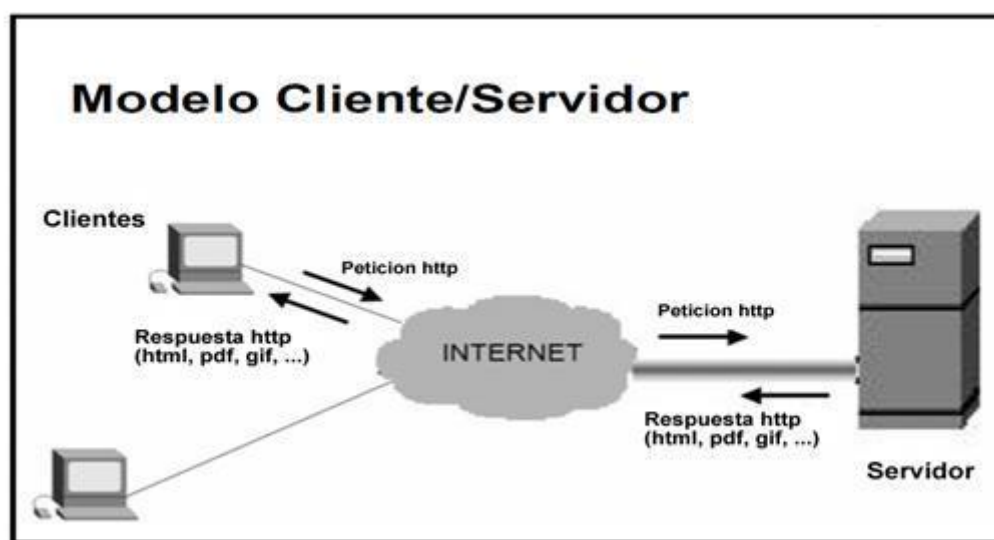 Modelo Cliente/Servidor
Clientes
Peticion http
Respuesta http
(html, pdf, gif, ...)
INTERNET
Peticion http
Respuesta http
(html, pdf, gif, ...)
Servidor